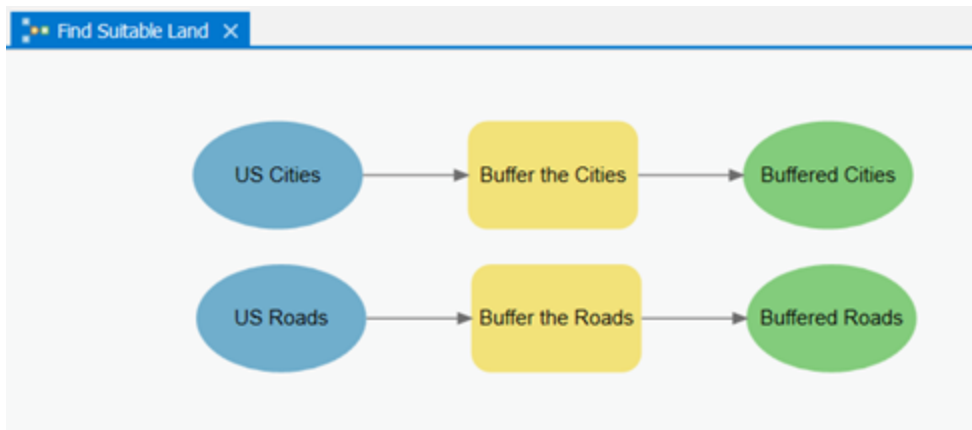 Find Suitable Land
US Cities
Buffer the Cities
Buffered Cities
US Roads
Buffer the Roads
Buffered Roads